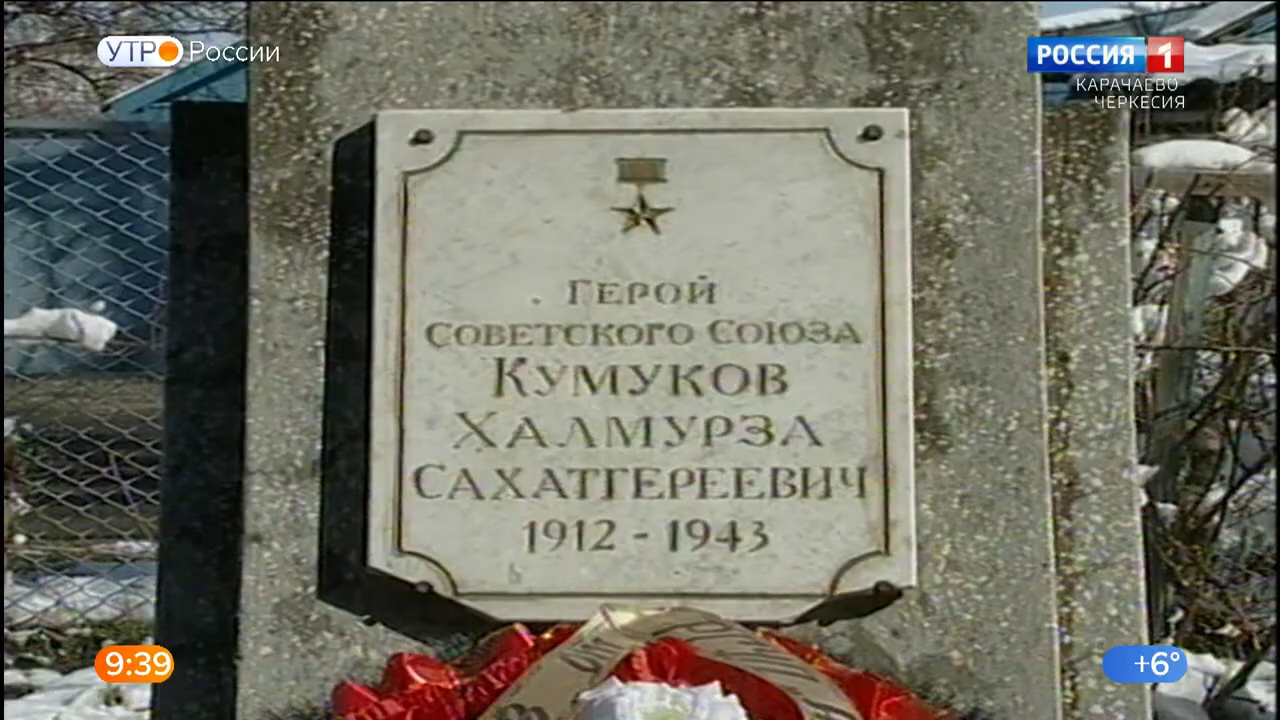 УТРО России
РОССИЯ 1
КАРАЧАЕВО
ЧЕРКЕСИЯ
ГЕРОЙ
СОВЕТСКОГО СОЮЗА
КУМУКОВ
ХАЛМУРЗА
САХАТГЕРЕЕВИЧ
1912 - 1943
9:39
+6°